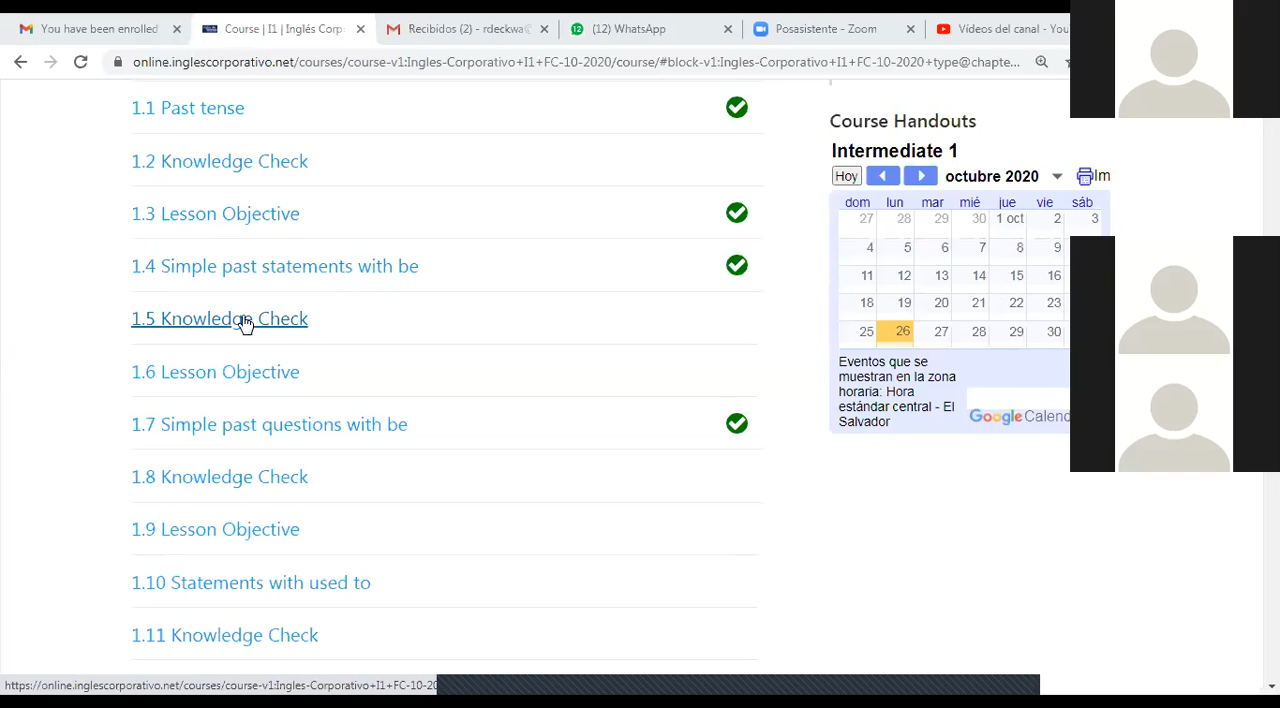 You have been enrolled
Course | I1 | Inglés Corp
Recibidos (2) - rdeckwa
(12) WhatsApp
Posasistente - Zoom
Vídeos del canal - You
online.inglescorporativo.net/courses/course-v1:Ingles-Corporativo+I1+FC-10-2020/course/#block-v1:Ingles-Corporativo+I1+FC-10-2020+type@chapte...
1.1 Past tense
1.2 Knowledge Check
1.3 Lesson Objective
1.4 Simple past statements with be
1.5 Knowledge Check
1.6 Lesson Objective
1.7 Simple past questions with be
1.8 Knowledge Check
1.9 Lesson Objective
1.10 Statements with used to
1.11 Knowledge Check
Course Handouts
Intermediate 1
Hoy octubre 2020 Im
dom lun mar mié jue vie sáb
27 28 29 30 1 oct 2 3
4 5 6 7 8 9
11 12 13 14 15 16
18 19 20 21 22 23
25 26 27 28 29 30
Eventos que se
muestran en la zona
horaria: Hora
estándar central - El
Salvador
Google Calend
https://online.inglescorporativo.net/courses/course-v1:Ingles-Corporativo+I1+FC-10-20